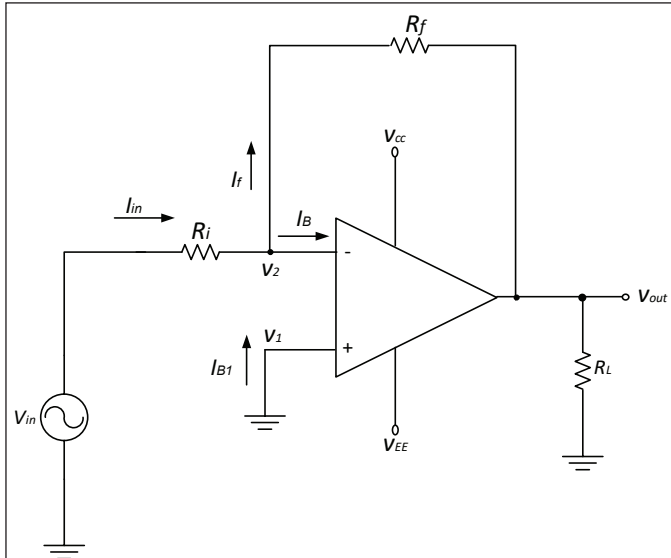 Rf
vcc
If
Iin
Ri
IB
v2
-
vout
v1
+
IB1
RL
Vin
vEE